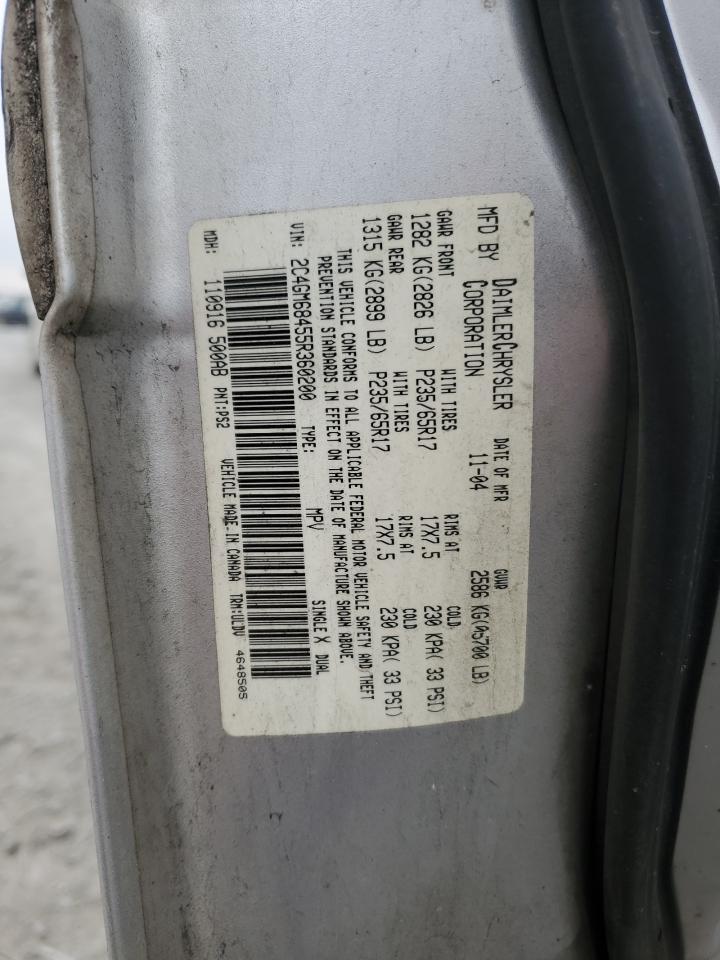 MFD BY DAIMLERCHRYSLER CORPORATION
DATE OF MFR 11-04
GVWR 2586 KG(05700 LB)
GAWR FRONT WITH TIRES RIMS AT COLD
1282 KG(2826 LB) P235/65R17 17X7.5 230 KPA( 33 PSI)
GAWR REAR WITH TIRES RIMS AT COLD
1315 KG(2899 LB) P235/65R17 17X7.5 230 KPA( 33 PSI)
THIS VEHICLE CONFORMS TO ALL APPLICABLE FEDERAL MOTOR VEHICLE SAFETY AND THEFT
PREVENTION STANDARDS IN EFFECT ON THE DATE OF MANUFACTURE SHOWN ABOVE.
VIN: 2C4GM68455R360200 TYPE: MPV SINGLE X DUAL
MDH: 110916 500AB PNT:PS2 VEHICLE MADE IN CANADA TRM:ULDV 4648505